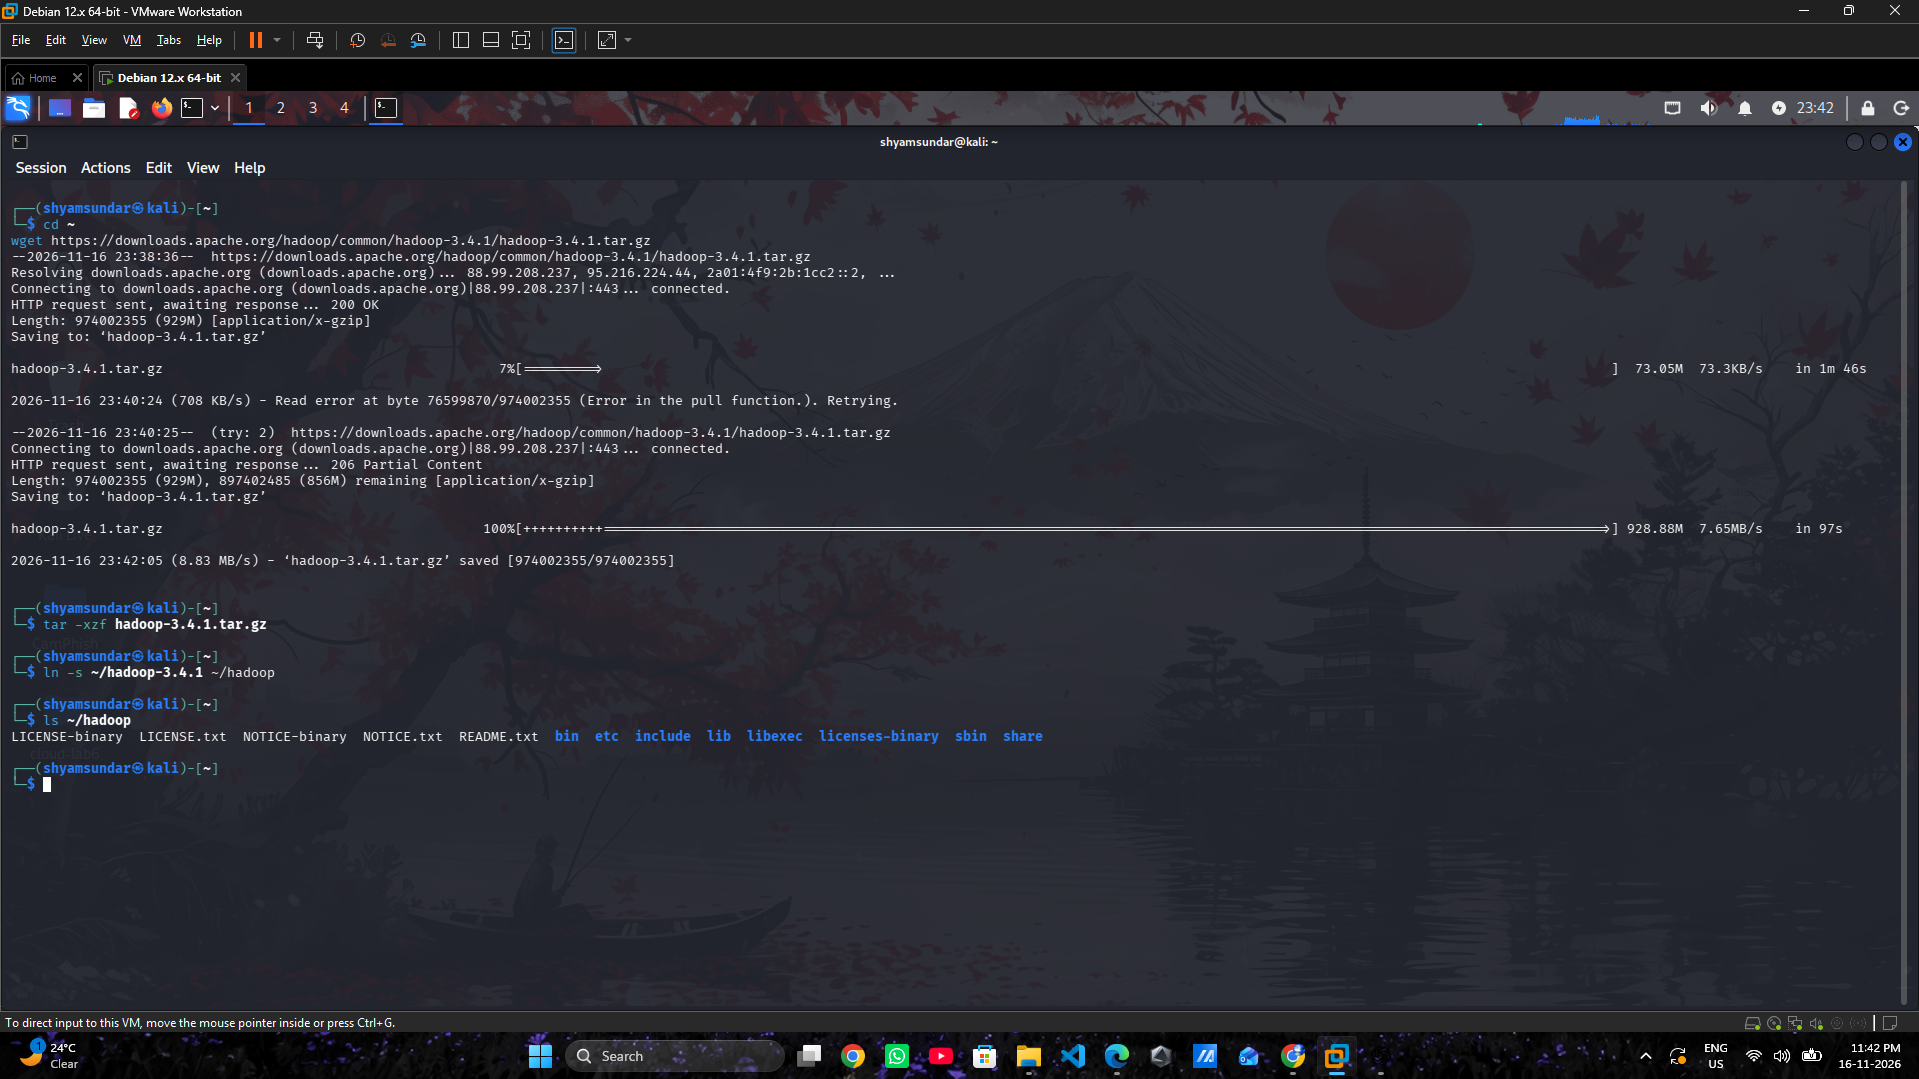 Debian 12.x 64-bit - VMware Workstation
File Edit View VM Tabs Help
Home
Debian 12.x 64-bit
1 2 3 4
23:42
shyamsundar@kali: ~
Session Actions Edit View Help
┌──(shyamsundar㉿kali)-[~]
└─$ cd ~
wget https://downloads.apache.org/hadoop/common/hadoop-3.4.1/hadoop-3.4.1.tar.gz
--2026-11-16 23:38:36--  https://downloads.apache.org/hadoop/common/hadoop-3.4.1/hadoop-3.4.1.tar.gz
Resolving downloads.apache.org (downloads.apache.org)... 88.99.208.237, 95.216.224.44, 2a01:4f9:2b:1cc2::2, ...
Connecting to downloads.apache.org (downloads.apache.org)|88.99.208.237|:443... connected.
HTTP request sent, awaiting response... 200 OK
Length: 974002355 (929M) [application/x-gzip]
Saving to: ‘hadoop-3.4.1.tar.gz’
hadoop-3.4.1.tar.gz 7%[=========> ] 73.05M 73.3KB/s in 1m 46s
2026-11-16 23:40:24 (708 KB/s) - Read error at byte 76599870/974002355 (Error in the pull function.). Retrying.
--2026-11-16 23:40:25--  (try: 2)  https://downloads.apache.org/hadoop/common/hadoop-3.4.1/hadoop-3.4.1.tar.gz
Connecting to downloads.apache.org (downloads.apache.org)|88.99.208.237|:443... connected.
HTTP request sent, awaiting response... 206 Partial Content
Length: 974002355 (929M), 897402485 (856M) remaining [application/x-gzip]
Saving to: ‘hadoop-3.4.1.tar.gz’
hadoop-3.4.1.tar.gz 100%[++++++++++==========>] 928.88M 7.65MB/s in 97s
2026-11-16 23:42:05 (8.83 MB/s) - ‘hadoop-3.4.1.tar.gz’ saved [974002355/974002355]
┌──(shyamsundar㉿kali)-[~]
└─$ tar -xzf hadoop-3.4.1.tar.gz
┌──(shyamsundar㉿kali)-[~]
└─$ ln -s ~/hadoop-3.4.1 ~/hadoop
┌──(shyamsundar㉿kali)-[~]
└─$ ls ~/hadoop
LICENSE-binary LICENSE.txt NOTICE-binary NOTICE.txt README.txt bin etc include lib libexec licenses-binary sbin share
cloud-lab6
┌──(shyamsundar㉿kali)-[~]
└─$
To direct input to this VM, move the mouse pointer inside or press Ctrl+G.
1
24°C
Clear
Search
ENG
US
11:42 PM
16-11-2026